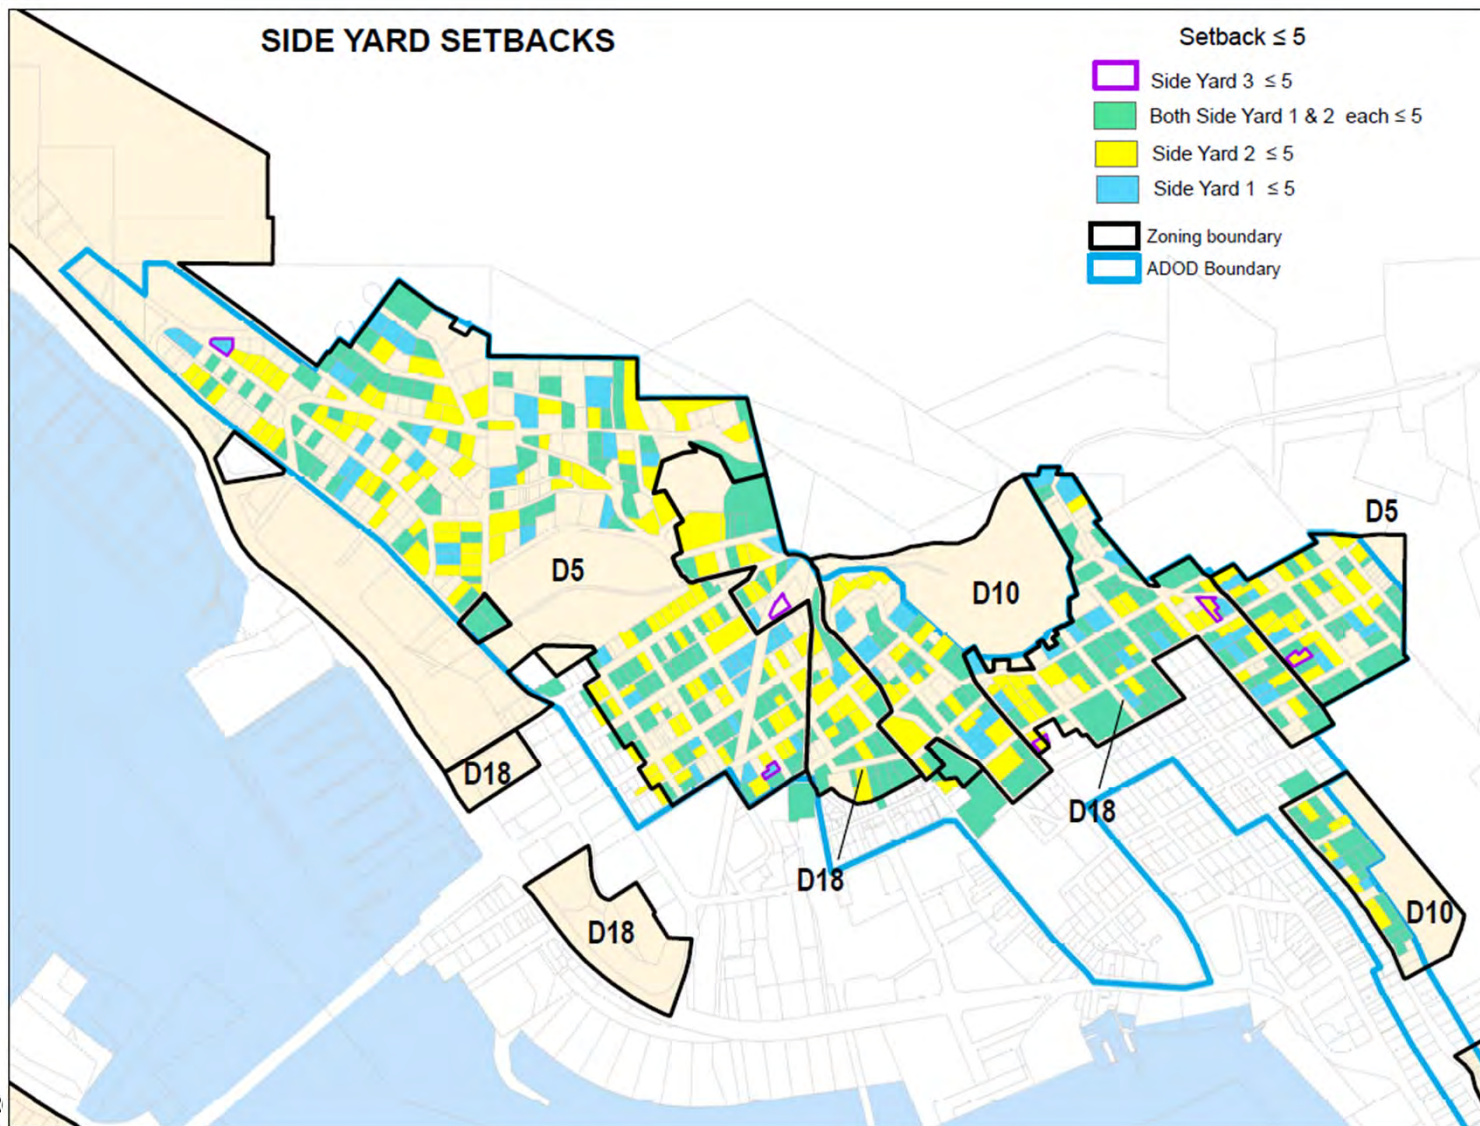 SIDE YARD SETBACKS
Setback ≤ 5
Side Yard 3 ≤ 5
Both Side Yard 1 & 2 each ≤ 5
Side Yard 2 ≤ 5
Side Yard 1 ≤ 5
Zoning boundary
ADOD Boundary
D5
D5
D10
D18
D18
D18
D18
D10